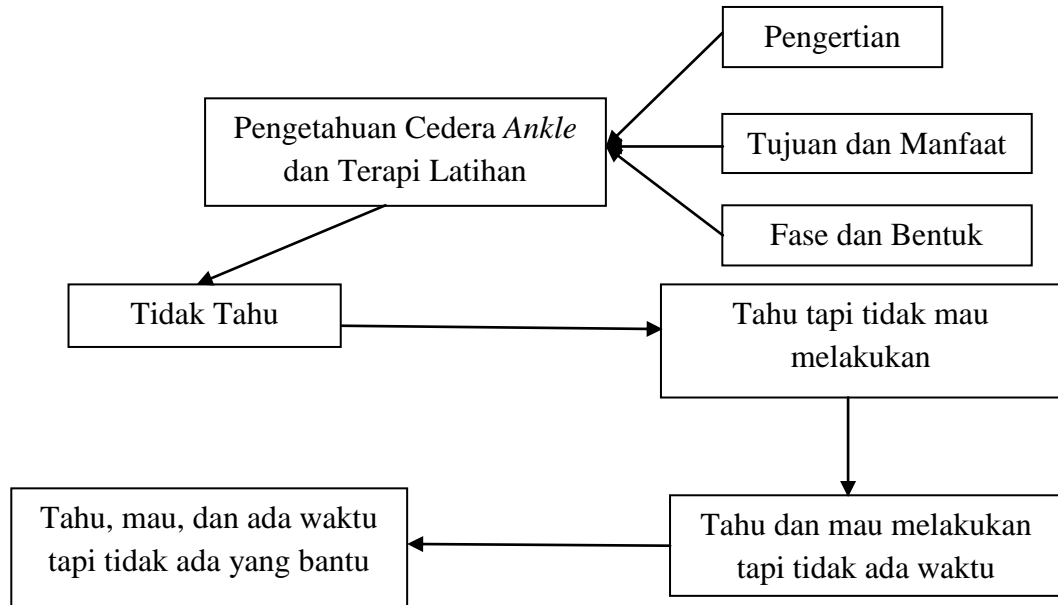 Pengertian
Pengetahuan Cedera Ankle
dan Terapi Latihan
Tujuan dan Manfaat
Fase dan Bentuk
Tidak Tahu
Tahu tapi tidak mau
melakukan
Tahu, mau, dan ada waktu
tapi tidak ada yang bantu
Tahu dan mau melakukan
tapi tidak ada waktu